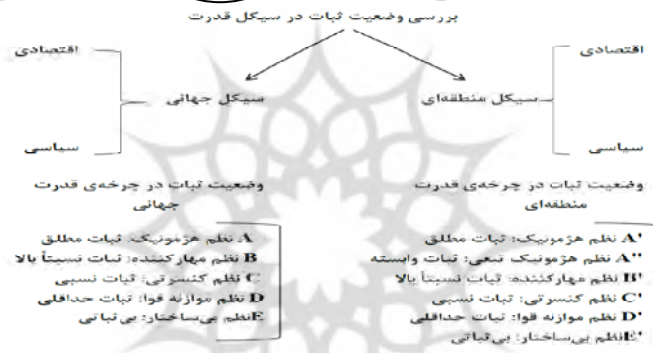 بررسی وضعیت ثبات در سیکل قدرت
اقتصادی
اقتصادی
سیکل منطقه‌ای
سیکل جهانی
سیاسی
سیاسی
وضعیت ثبات در چرخه‌ی قدرت
منطقه‌ای
A' نظم هژمونیک: ثبات مطلق
A'' نظم هژمونیک تبعی: ثبات وابسته
B' نظم مهارکننده: ثبات نسبتاً بالا
C' نظم کنسرتی: ثبات نسبی
D' نظم موازنه قوا: ثبات حداقلی
E' نظم بی‌ساختار: بی‌ثباتی
وضعیت ثبات در چرخه‌ی قدرت
جهانی
A نظم هژمونیک: ثبات مطلق
B نظم مهارکننده: ثبات نسبتاً بالا
C نظم کنسرتی: ثبات نسبی
D نظم موازنه قوا: ثبات حداقلی
E نظم بی‌ساختار: بی‌ثباتی